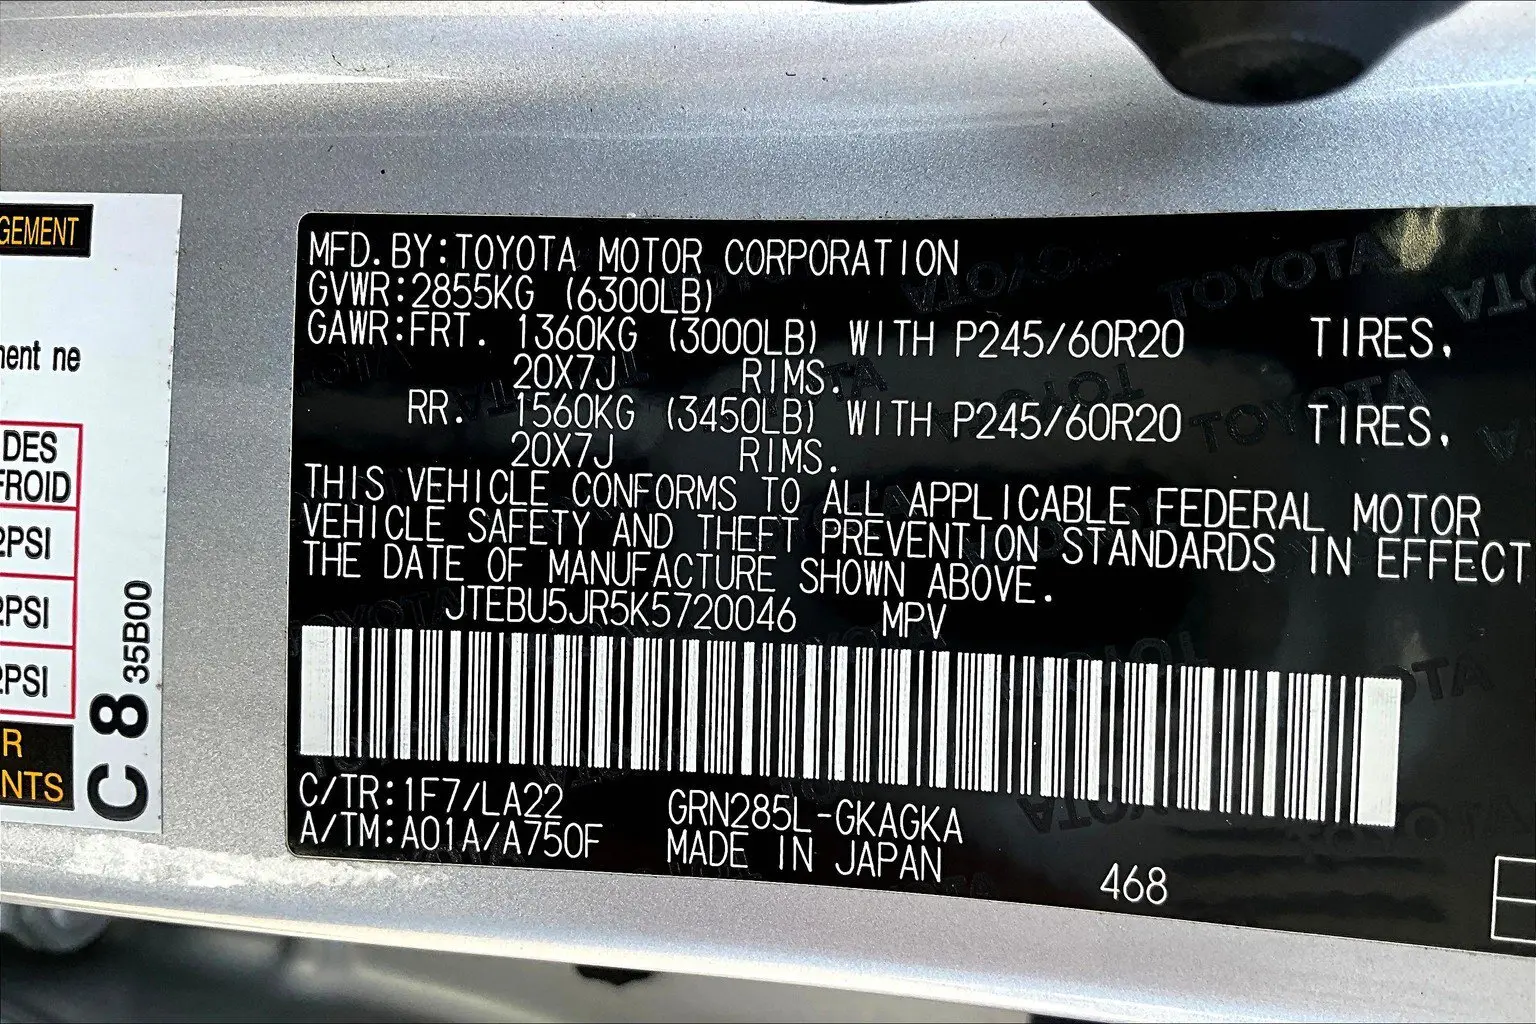 GEMENT
ment ne
DES
FROID
2PSI
2PSI
2PSI
R
NTS
C 8 35B00
MFD.BY:TOYOTA MOTOR CORPORATION
GVWR:2855KG (6300LB)
GAWR:FRT. 1360KG (3000LB) WITH P245/60R20 TIRES.
20X7J RIMS.
RR. 1560KG (3450LB) WITH P245/60R20 TIRES.
20X7J RIMS.
THIS VEHICLE CONFORMS TO ALL APPLICABLE FEDERAL MOTOR
VEHICLE SAFETY AND THEFT PREVENTION STANDARDS IN EFFECT
THE DATE OF MANUFACTURE SHOWN ABOVE.
JTEBU5JR5K5720046 MPV
C/TR:1F7/LA22 GRN285L-GKAGKA
A/TM:A01A/A750F MADE IN JAPAN
468